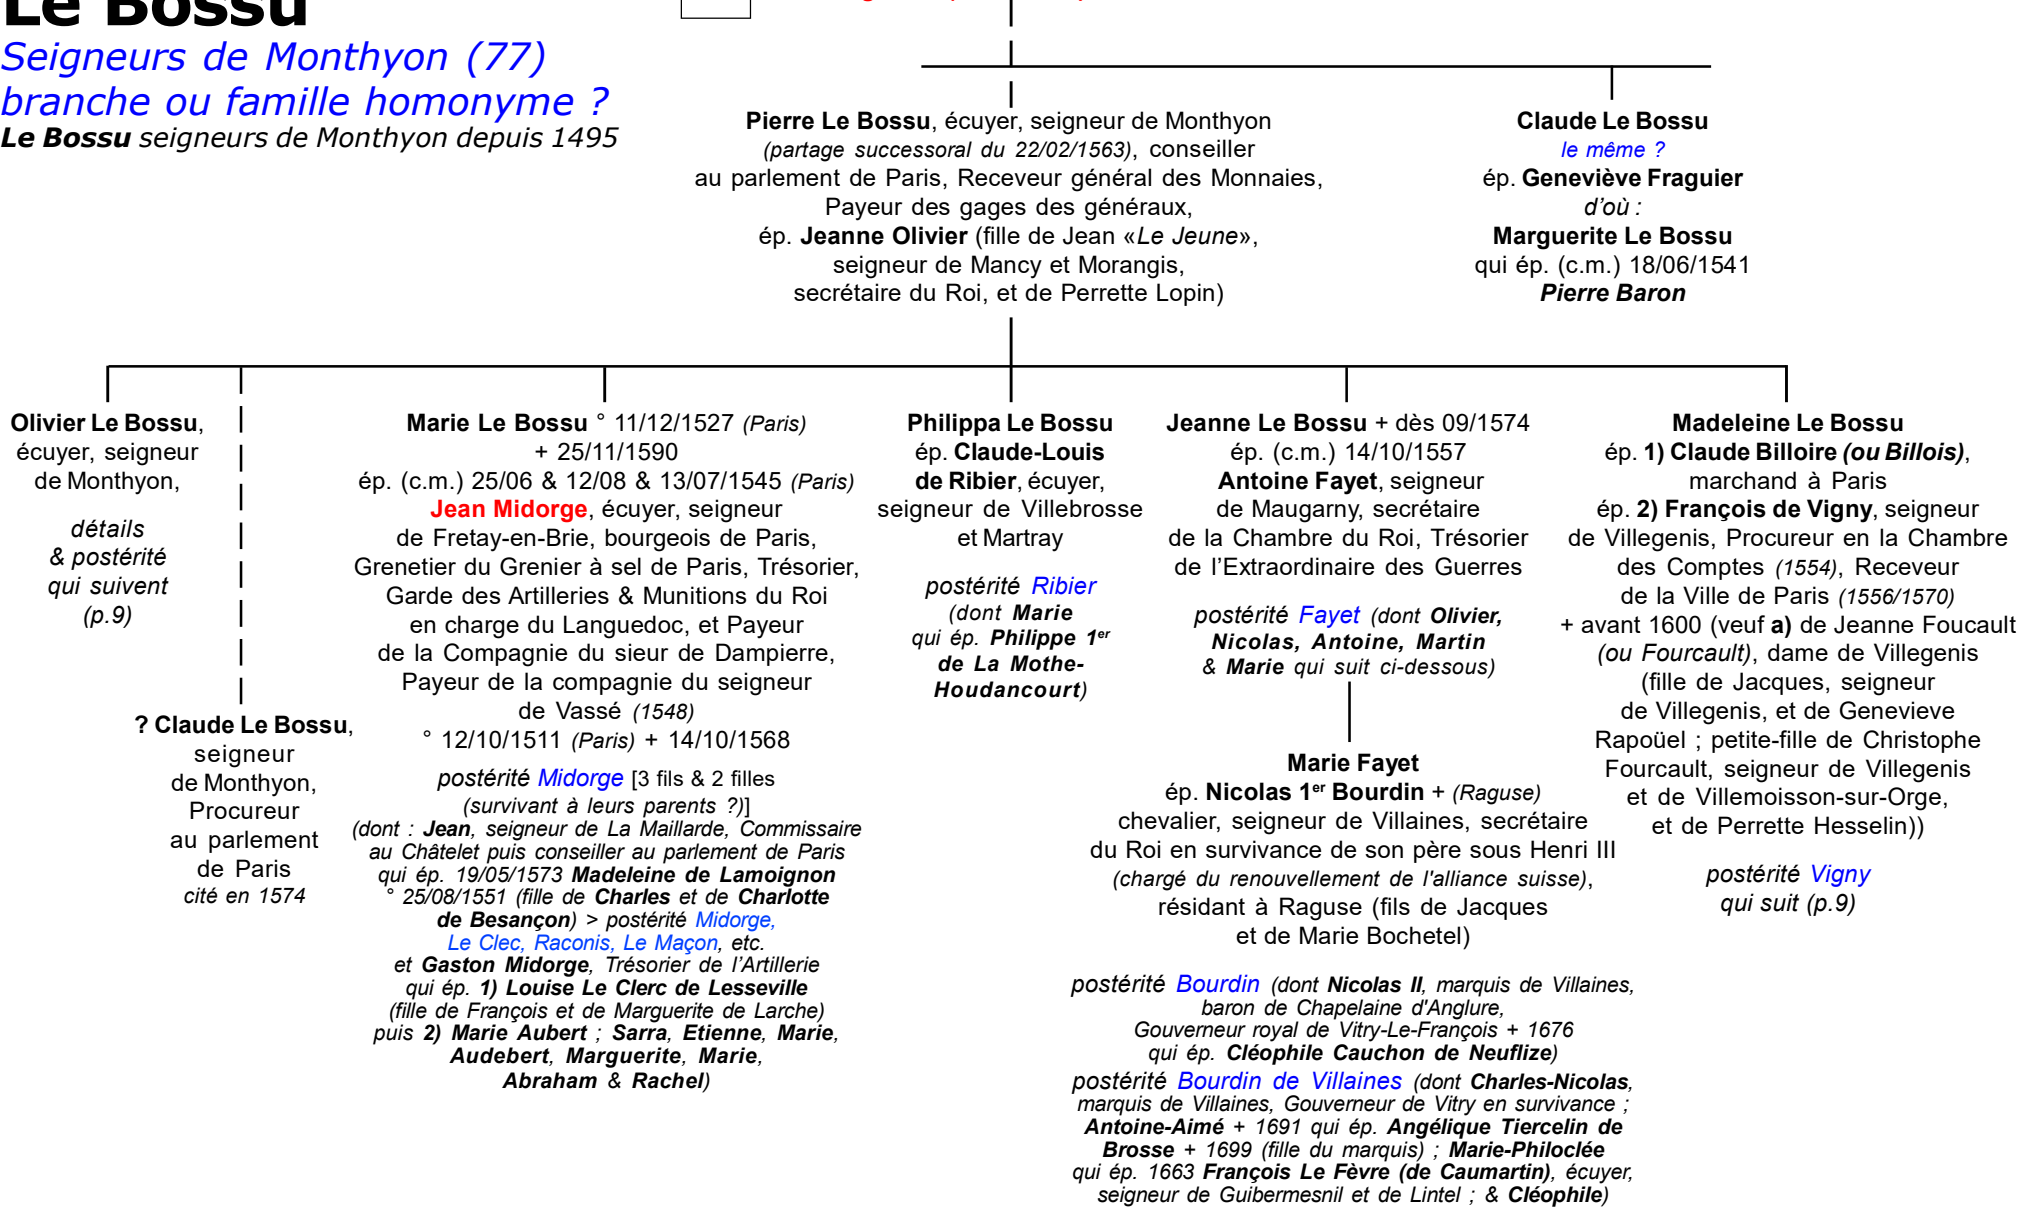 Le Bossu
Seigneurs de Monthyon (77)
branche ou famille homonyme ?
Le Bossu seigneurs de Monthyon depuis 1495
Pierre Le Bossu, écuyer, seigneur de Monthyon
(partage successoral du 22/02/1563), conseiller
au parlement de Paris, Receveur général des Monnaies,
Payeur des gages des généraux,
ép. Jeanne Olivier (fille de Jean «Le Jeune»,
seigneur de Mancy et Morangis,
secrétaire du Roi, et de Perrette Lopin)
Claude Le Bossu
le même ?
ép. Geneviève Fraguier
d'où :
Marguerite Le Bossu
qui ép. (c.m.) 18/06/1541
Pierre Baron
Olivier Le Bossu,
écuyer, seigneur
de Monthyon,
détails
& postérité
qui suivent
(p.9)
? Claude Le Bossu,
seigneur
de Monthyon,
Procureur
au parlement
de Paris
cité en 1574
Marie Le Bossu ° 11/12/1527 (Paris)
+ 25/11/1590
ép. (c.m.) 25/06 & 12/08 & 13/07/1545 (Paris)
Jean Midorge, écuyer, seigneur
de Fretay-en-Brie, bourgeois de Paris,
Grenetier du Grenier à sel de Paris, Trésorier,
Garde des Artilleries & Munitions du Roi
en charge du Languedoc, et Payeur
de la Compagnie du sieur de Dampierre,
Payeur de la compagnie du seigneur
de Vassé (1548)
° 12/10/1511 (Paris) + 14/10/1568
postérité Midorge [3 fils & 2 filles
(survivant à leurs parents ?)]
(dont : Jean, seigneur de La Maillarde, Commissaire
au Châtelet puis conseiller au parlement de Paris
qui ép. 19/05/1573 Madeleine de Lamoignon
° 25/08/1551 (fille de Charles et de Charlotte
de Besançon) > postérité Midorge,
Le Clec, Raconis, Le Maçon, etc.
et Gaston Midorge, Trésorier de l'Artillerie
qui ép. 1) Louise Le Clerc de Lesseville
(fille de François et de Marguerite de Larche)
puis 2) Marie Aubert ; Sarra, Etienne, Marie,
Audebert, Marguerite, Marie,
Abraham & Rachel)
Philippa Le Bossu
ép. Claude-Louis
de Ribier, écuyer,
seigneur de Villebrosse
et Martray
postérité Ribier
(dont Marie
qui ép. Philippe 1er
de La Mothe-
Houdancourt)
Jeanne Le Bossu + dès 09/1574
ép. (c.m.) 14/10/1557
Antoine Fayet, seigneur
de Maugarny, secrétaire
de la Chambre du Roi, Trésorier
de l'Extraordinaire des Guerres
postérité Fayet (dont Olivier,
Nicolas, Antoine, Martin
& Marie qui suit ci-dessous)
Marie Fayet
ép. Nicolas 1er Bourdin + (Raguse)
chevalier, seigneur de Villaines, secrétaire
du Roi en survivance de son père sous Henri III
(chargé du renouvellement de l'alliance suisse),
résidant à Raguse (fils de Jacques
et de Marie Bochetel)
postérité Bourdin (dont Nicolas II, marquis de Villaines,
baron de Chapelaine d'Anglure,
Gouverneur royal de Vitry-Le-François + 1676
qui ép. Cléophile Cauchon de Neuflize)
postérité Bourdin de Villaines (dont Charles-Nicolas,
marquis de Villaines, Gouverneur de Vitry en survivance ;
Antoine-Aimé + 1691 qui ép. Angélique Tiercelin de
Brosse + 1699 (fille du marquis) ; Marie-Philoclée
qui ép. 1663 François Le Fèvre (de Caumartin), écuyer,
seigneur de Guibermesnil et de Lintel ; & Cléophile)
Madeleine Le Bossu
ép. 1) Claude Billoire (ou Billois),
marchand à Paris
ép. 2) François de Vigny, seigneur
de Villegenis, Procureur en la Chambre
des Comptes (1554), Receveur
de la Ville de Paris (1556/1570)
+ avant 1600 (veuf a) de Jeanne Foucault
(ou Fourcault), dame de Villegenis
(fille de Jacques, seigneur
de Villegenis, et de Genevieve
Rapoüel ; petite-fille de Christophe
Fourcault, seigneur de Villegenis
et de Villemoisson-sur-Orge,
et de Perrette Hesselin))
postérité Vigny
qui suit (p.9)